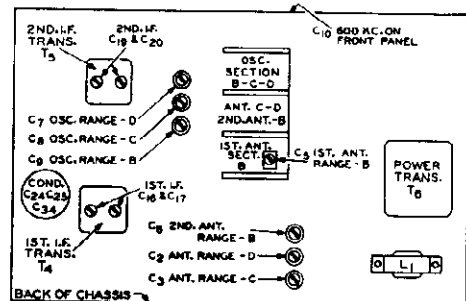 2ND. I.F.
TRANS.
T5
2ND. I.F.
C19 & C20
C10 600 KC. ON
FRONT PANEL
OSC.
SECTION
B-C-D
ANT. C-D
2ND. ANT.-B
1ST. ANT.
SECT.
B
C7 OSC. RANGE-D
C8 OSC. RANGE-C
C9 OSC. RANGE-B
1ST. ANT.
RANGE-B
POWER
TRANS.
T6
COND.
C24 C25
C34
1ST. I.F.
C16 & C17
1ST. I.F.
TRANS.
T4
2ND. ANT.
RANGE-B
C2 ANT. RANGE-D
C3 ANT. RANGE-C
L1
BACK OF CHASSIS